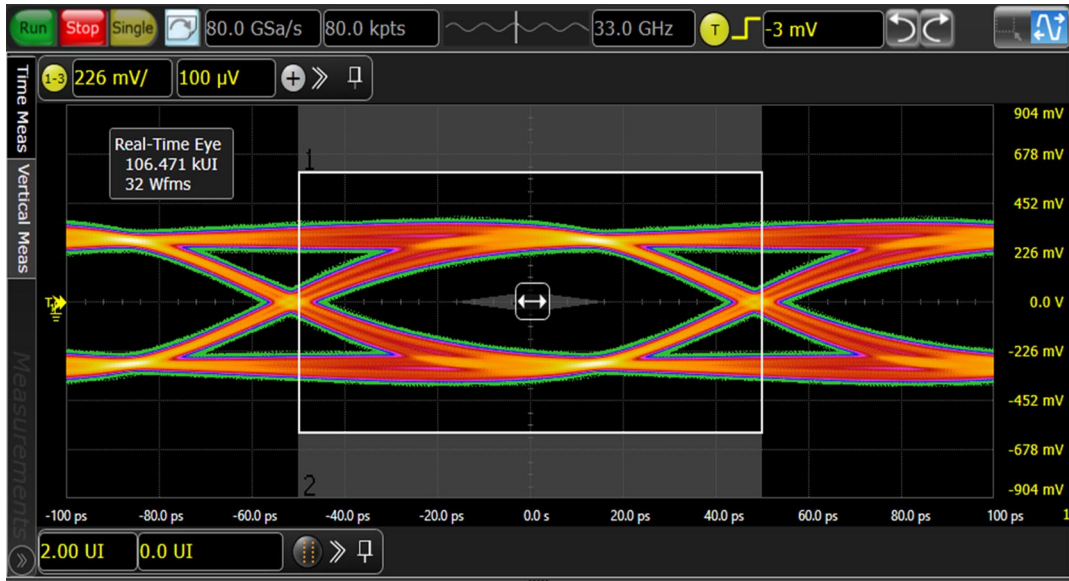 Run Stop Single 80.0 GSa/s 80.0 kpts 33.0 GHz T -3 mV
1-3 226 mV/ 100 µV +
Time Meas
Vertical Meas
Measurements
Real-Time Eye
106.471 kUI
32 Wfms
1
2
904 mV
678 mV
452 mV
226 mV
0.0 V
-226 mV
-452 mV
-678 mV
-904 mV
T
-100 ps -80.0 ps -60.0 ps -40.0 ps -20.0 ps 0.0 s 20.0 ps 40.0 ps 60.0 ps 80.0 ps 100 ps 1
2.00 UI 0.0 UI